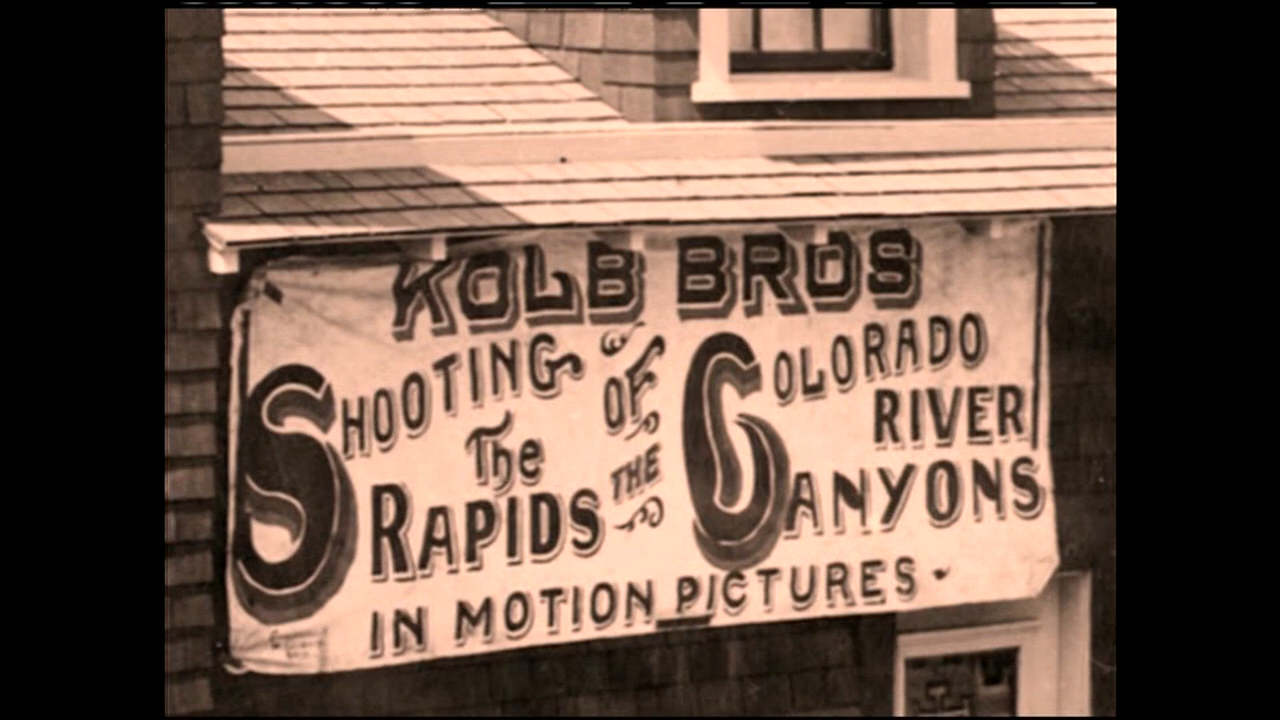 KOLB BROS
SHOOTING
The
RAPIDS
OF
THE
COLORADO
RIVER
CANYONS
IN MOTION PICTURES